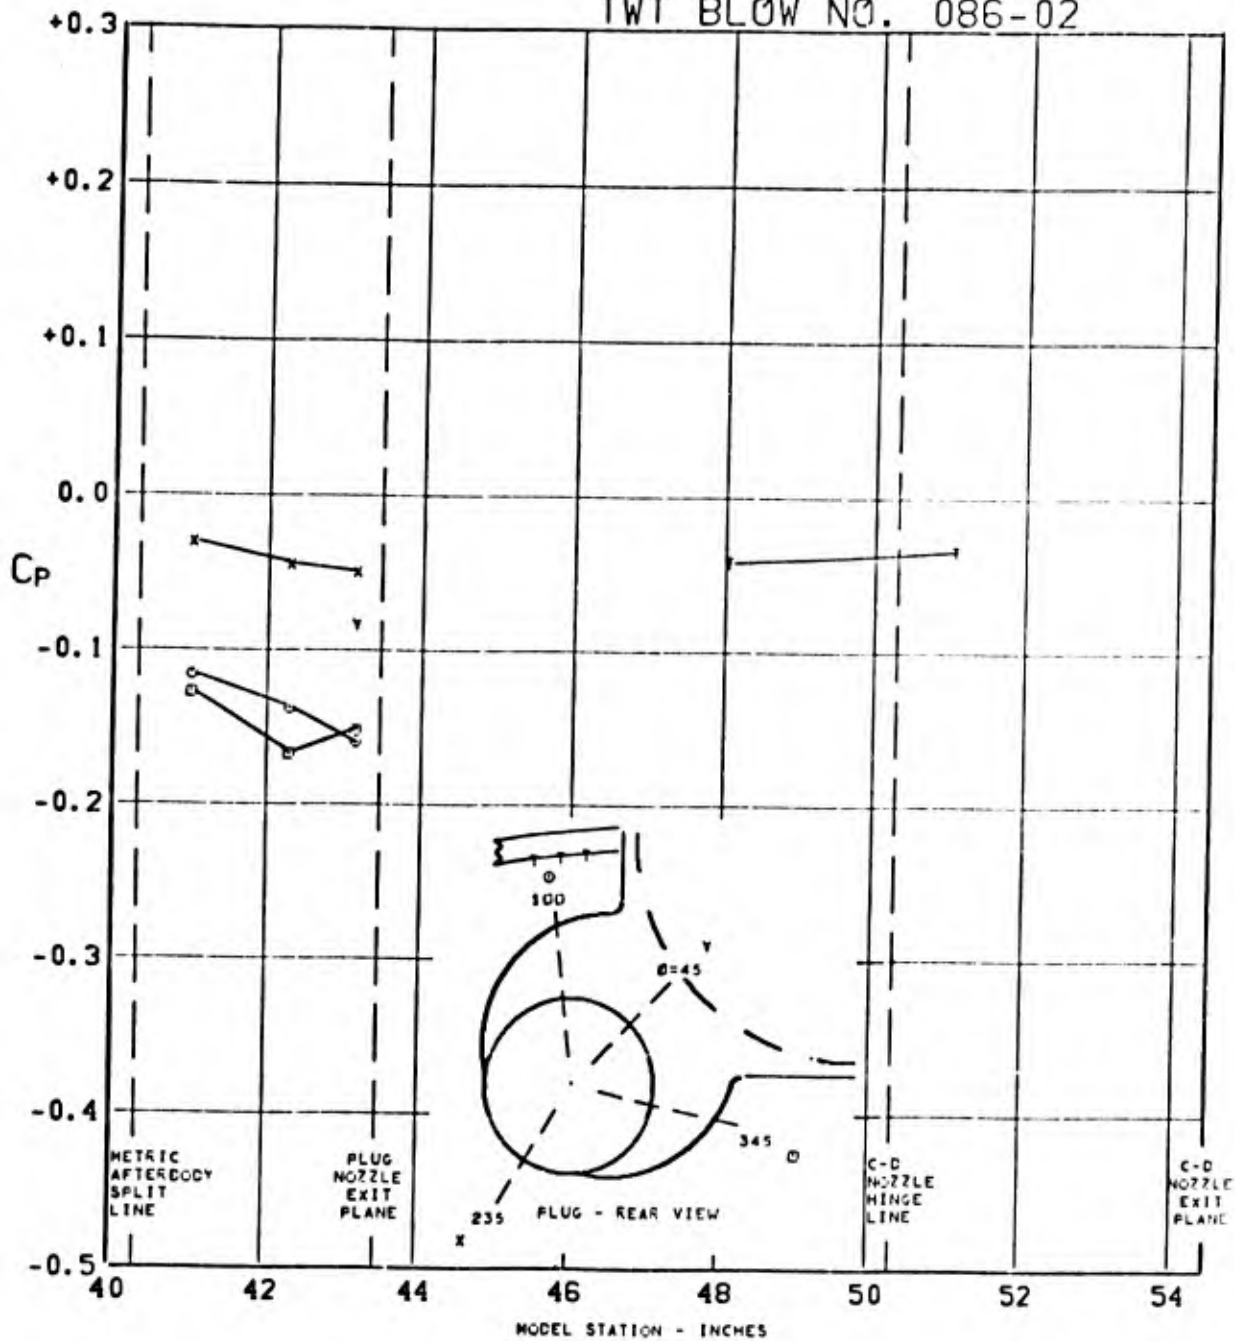 TWT BLOW NO. 086-02
+0.3
+0.2
+0.1
0.0
CP
-0.1
-0.2
-0.3
-0.4
-0.5
100
Ø=45
345
235
PLUG - REAR VIEW
METRIC
AFTERBODY
SPLIT
LINE
PLUG
NOZZLE
EXIT
PLANE
C-D
NOZZLE
HINGE
LINE
C-D
NOZZLE
EXIT
PLANE
40 42 44 46 48 50 52 54
MODEL STATION - INCHES